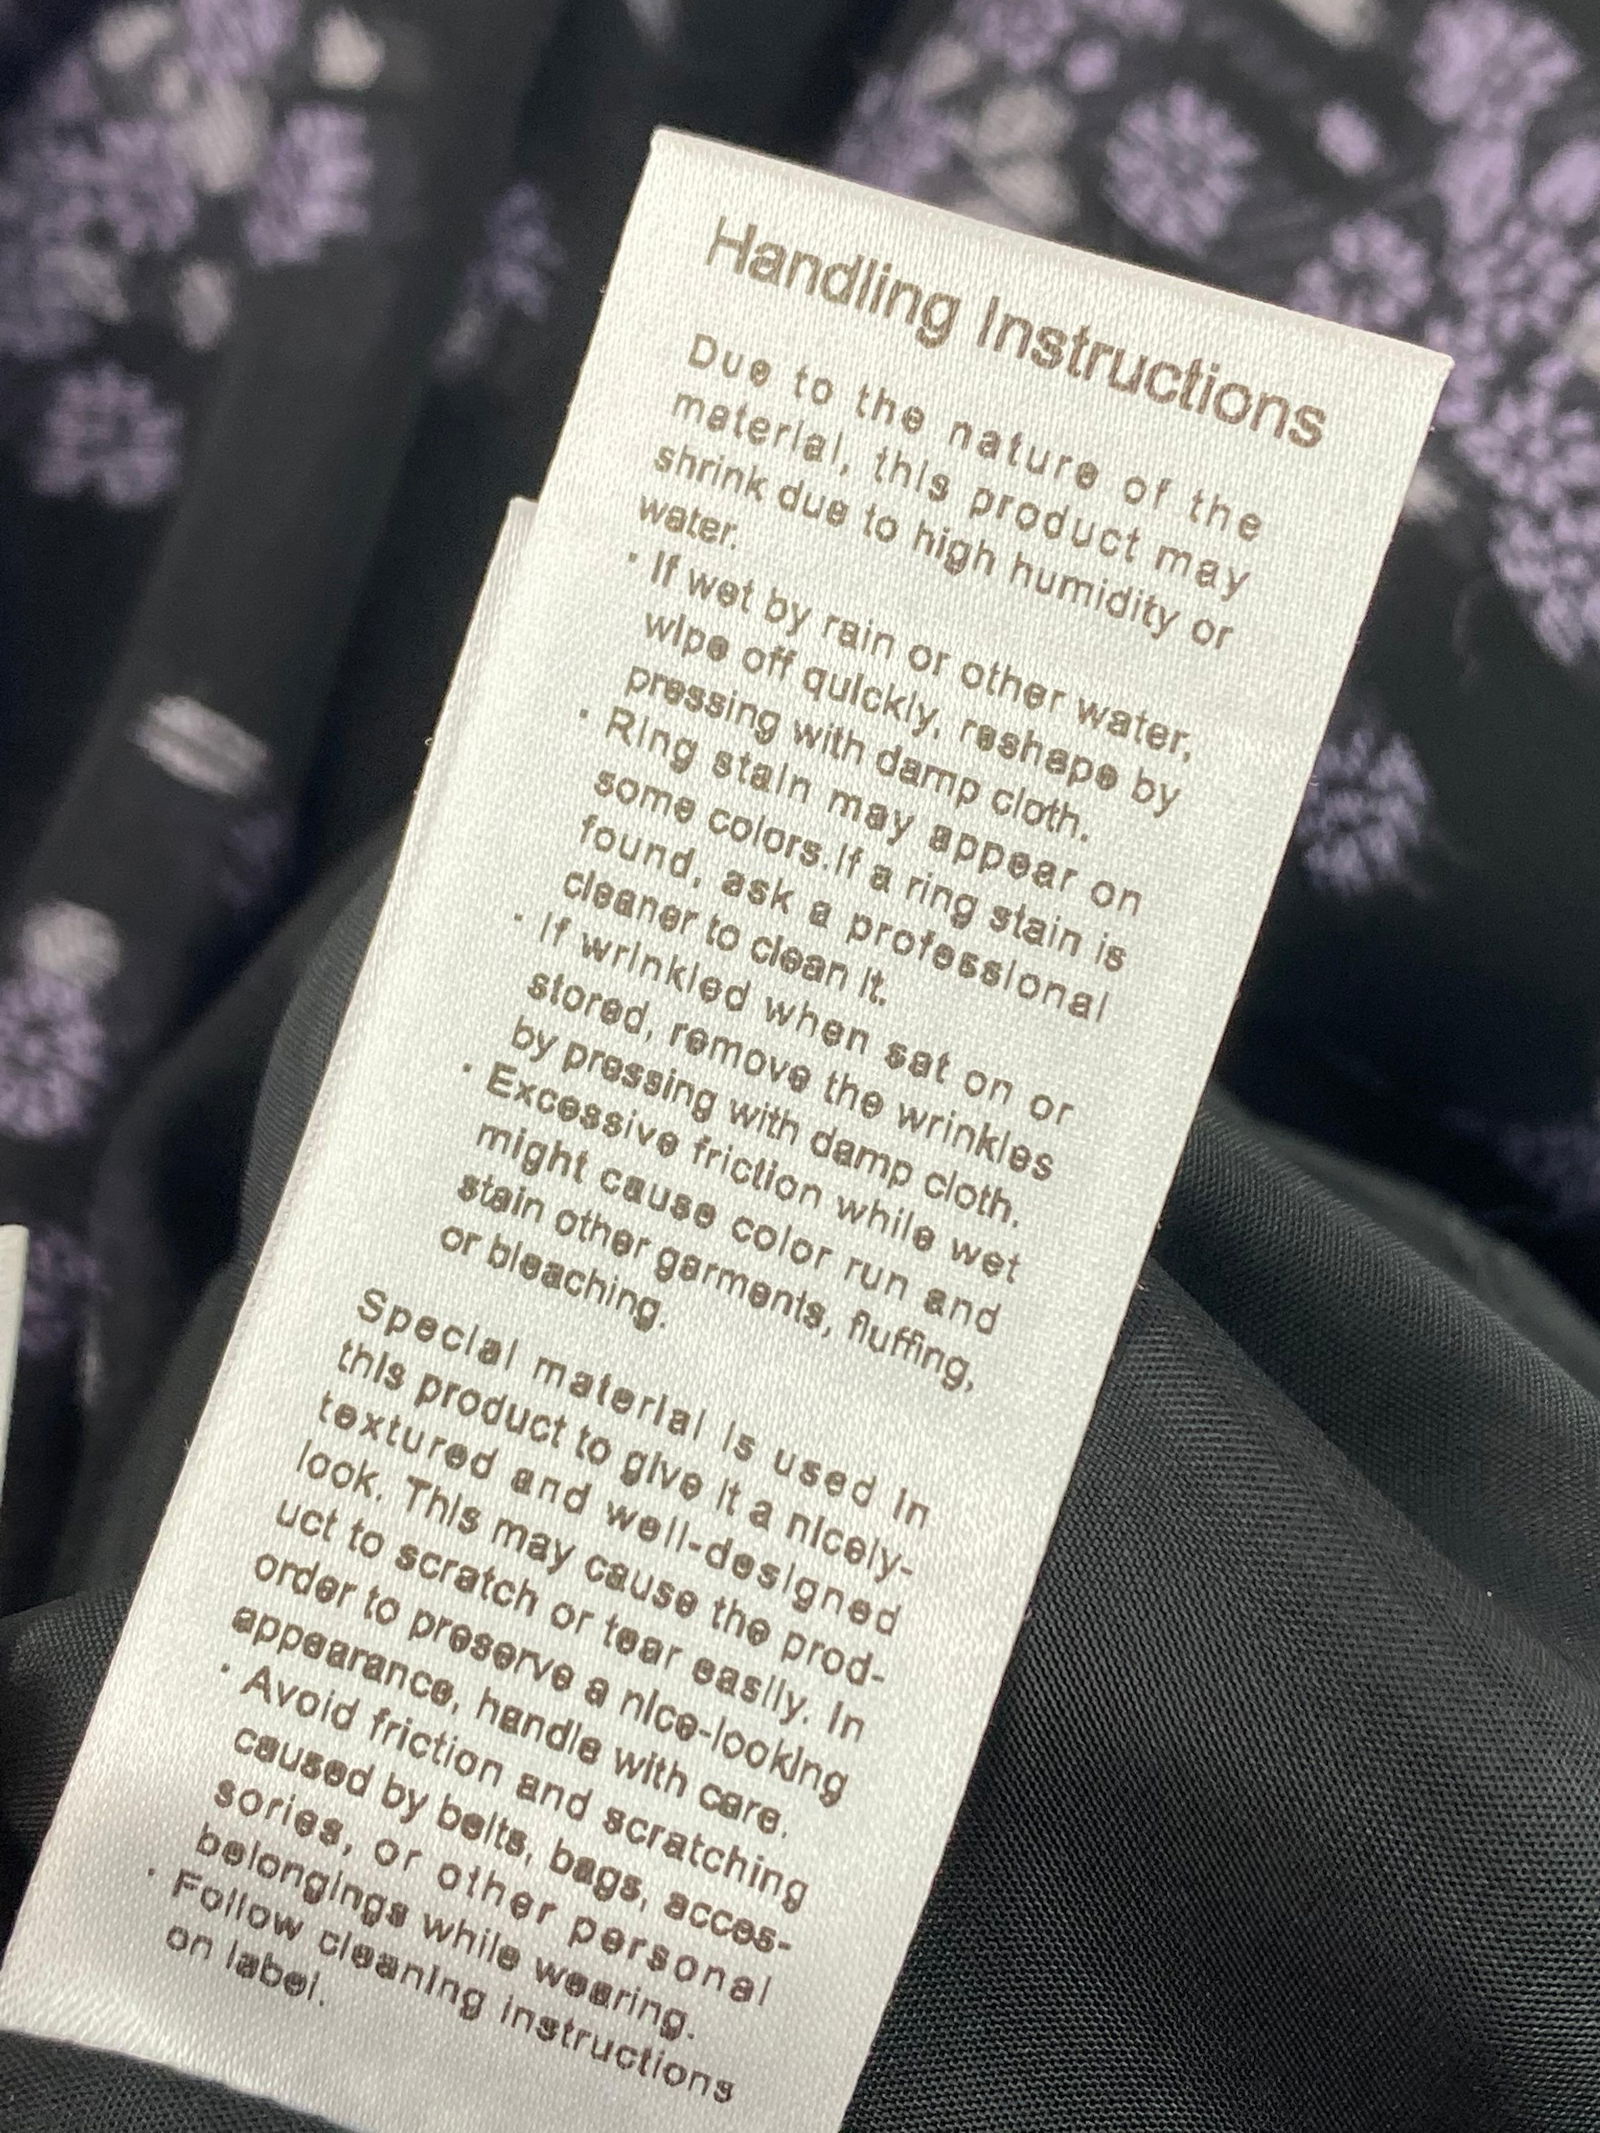 Handling Instructions
Due to the nature of the
material, this product may
shrink due to high humidity or
water.
· If wet by rain or other water,
wipe off quickly, reshape by
pressing with damp cloth.
· Ring stain may appear on
some colors.If a ring stain is
found, ask a professional
cleaner to clean it.
· If wrinkled when sat on or
stored, remove the wrinkles
by pressing with damp cloth.
· Excessive friction while wet
might cause color run and
stain other garments, fluffing,
or bleaching.
Special material is used in
this product to give it a nicely-
textured and well-designed
look. This may cause the prod-
uct to scratch or tear easily. In
order to preserve a nice-looking
appearance, handle with care.
· Avoid friction and scratching
caused by belts, bags, acces-
sories, or other personal
belongings while wearing.
· Follow cleaning instructions
on label.